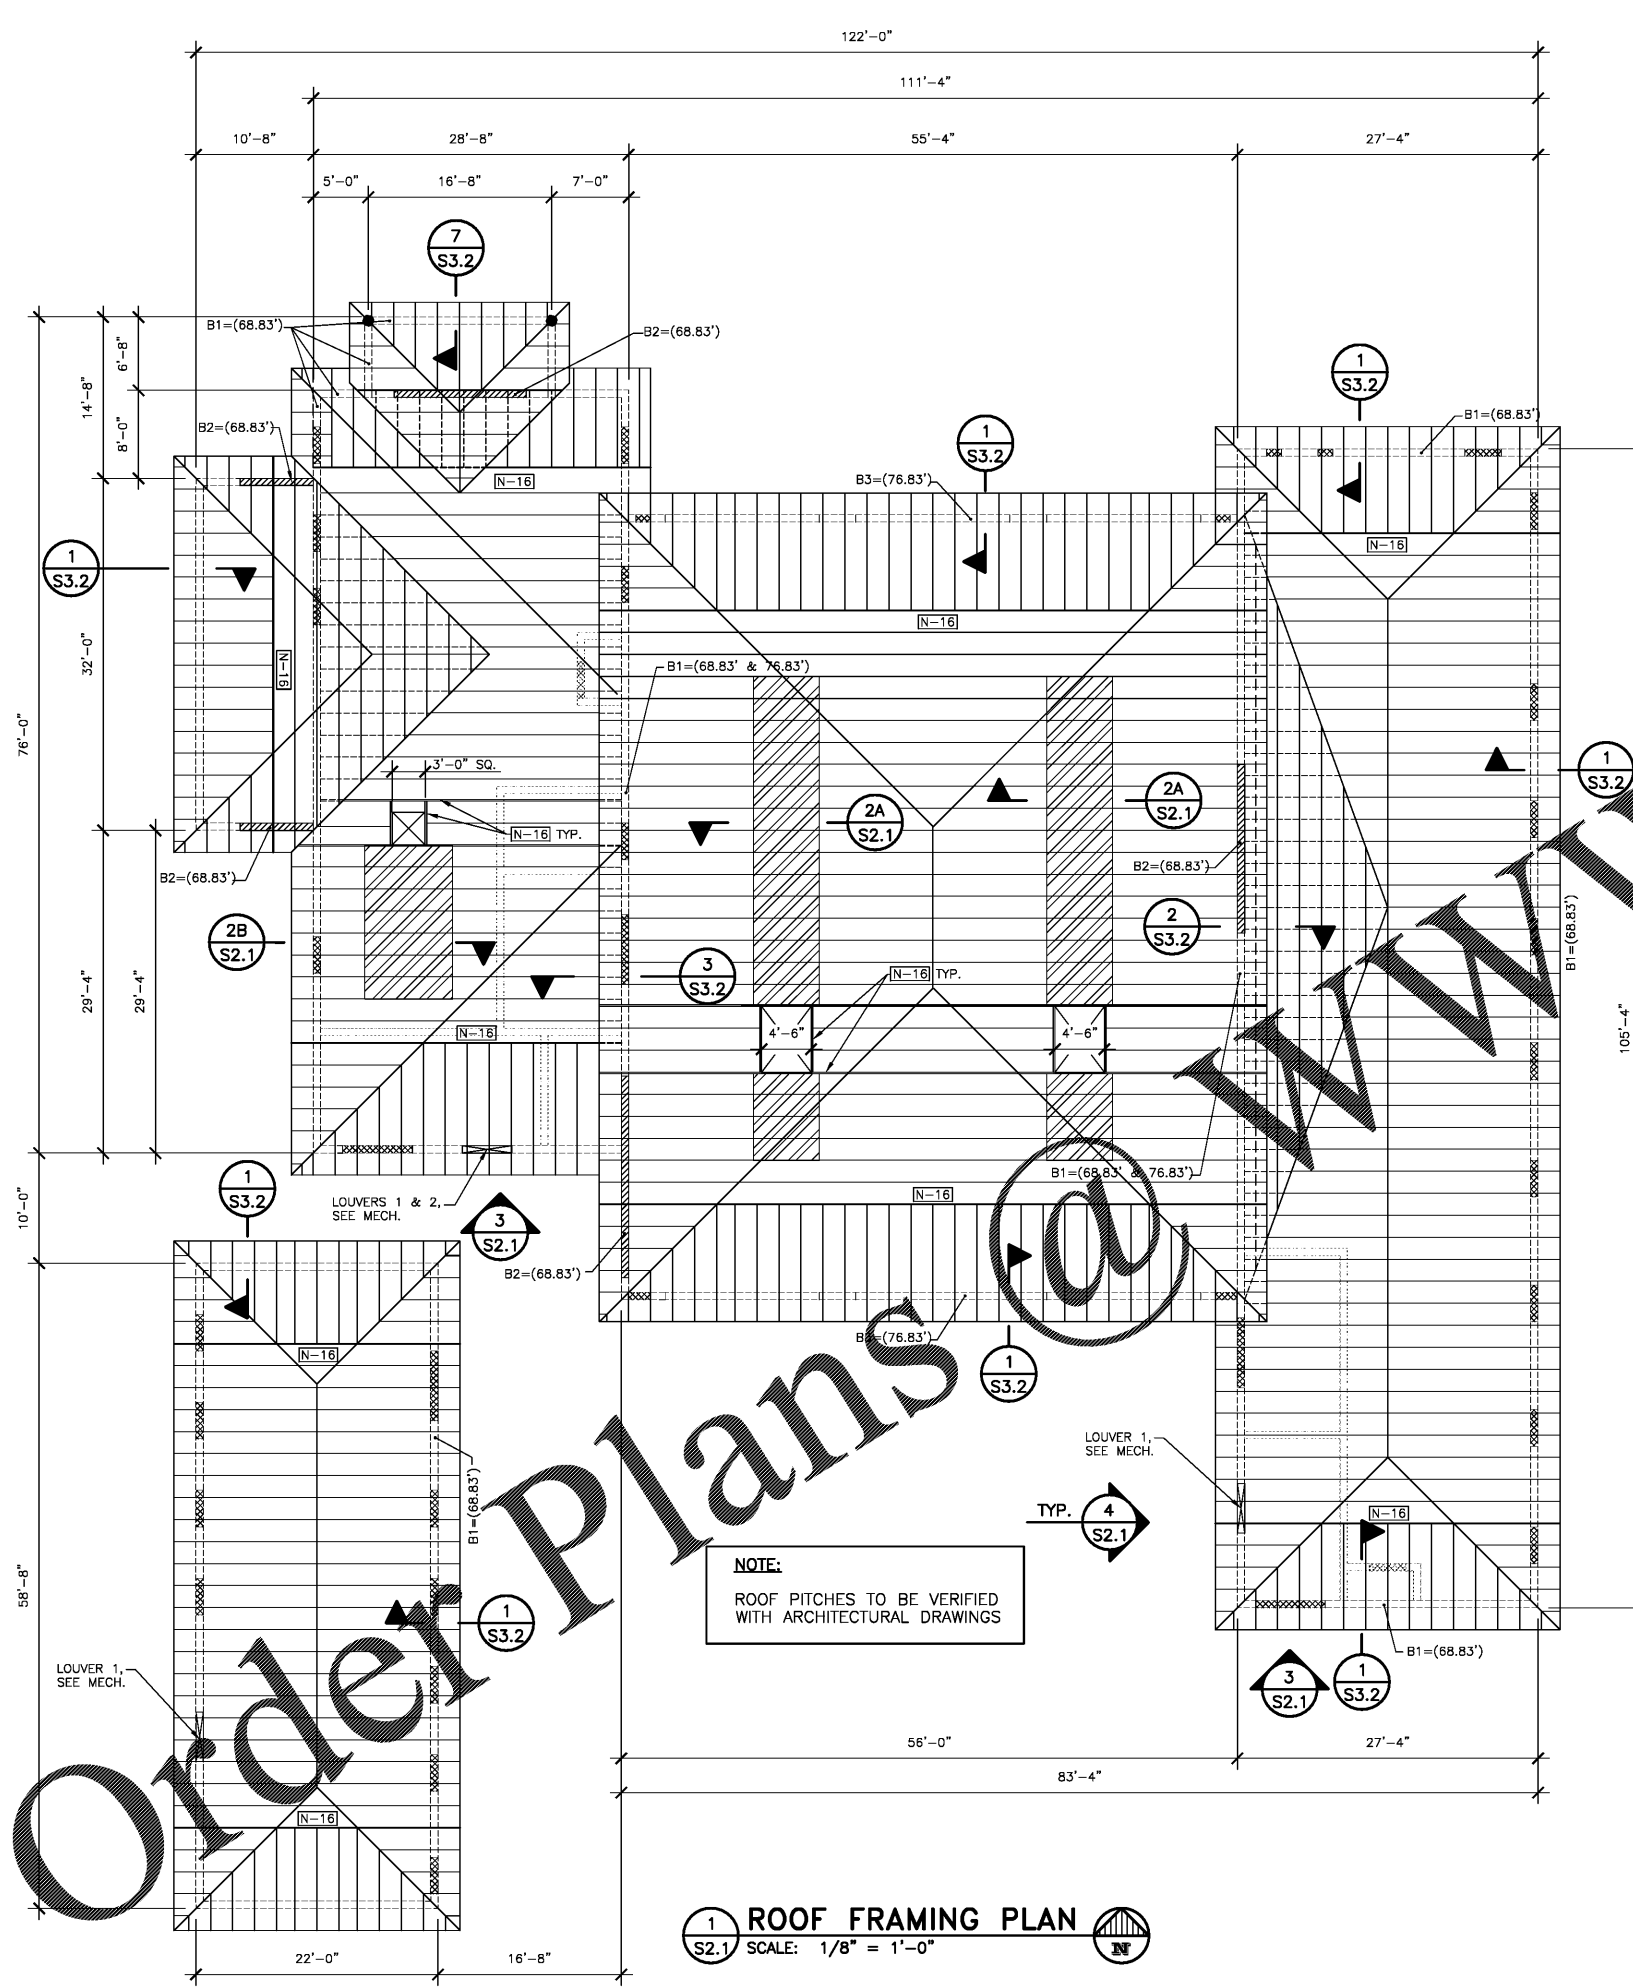 122'-0"
111'-4"
10'-8"
28'-8"
55'-4"
27'-4"
5'-0"
16'-8"
7'-0"
7
S3.2
B1=(68.83')
B2=(68.83')
6'-8"
14'-8"
8'-0"
1
S3.2
B1=(68.83')
B2=(68.83')
1
S3.2
B3=(76.83')
N-16
N-16
1
S3.2
N-16
32'-0"
N-16
B1=(68.83' & 76.83')
76'-0"
3'-0" SQ.
1
S3.2
2A
S2.1
2A
S2.1
N-16 TYP.
B2=(68.83')
B2=(68.83')
2B
S2.1
2
S3.2
B1=(68.83')
3
S3.2
N-16 TYP.
29'-4"
29'-4"
N-16
4'-6"
4'-6"
105'-4"
B1=(68.83' & 76.83')
10'-0"
1
S3.2
LOUVERS 1 & 2,
SEE MECH.
3
S2.1
N-16
B2=(68.83')
B3=(76.83')
1
S3.2
N-16
LOUVER 1,
SEE MECH.
B1=(68.83')
TYP.
4
S2.1
N-16
NOTE:
ROOF PITCHES TO BE VERIFIED
WITH ARCHITECTURAL DRAWINGS
58'-8"
1
S3.2
B1=(68.83')
LOUVER 1,
SEE MECH.
3
S2.1
1
S3.2
56'-0"
27'-4"
83'-4"
N-16
1
S2.1
ROOF FRAMING PLAN
SCALE: 1/8" = 1'-0"
N
22'-0"
16'-8"
Order Plans @ www